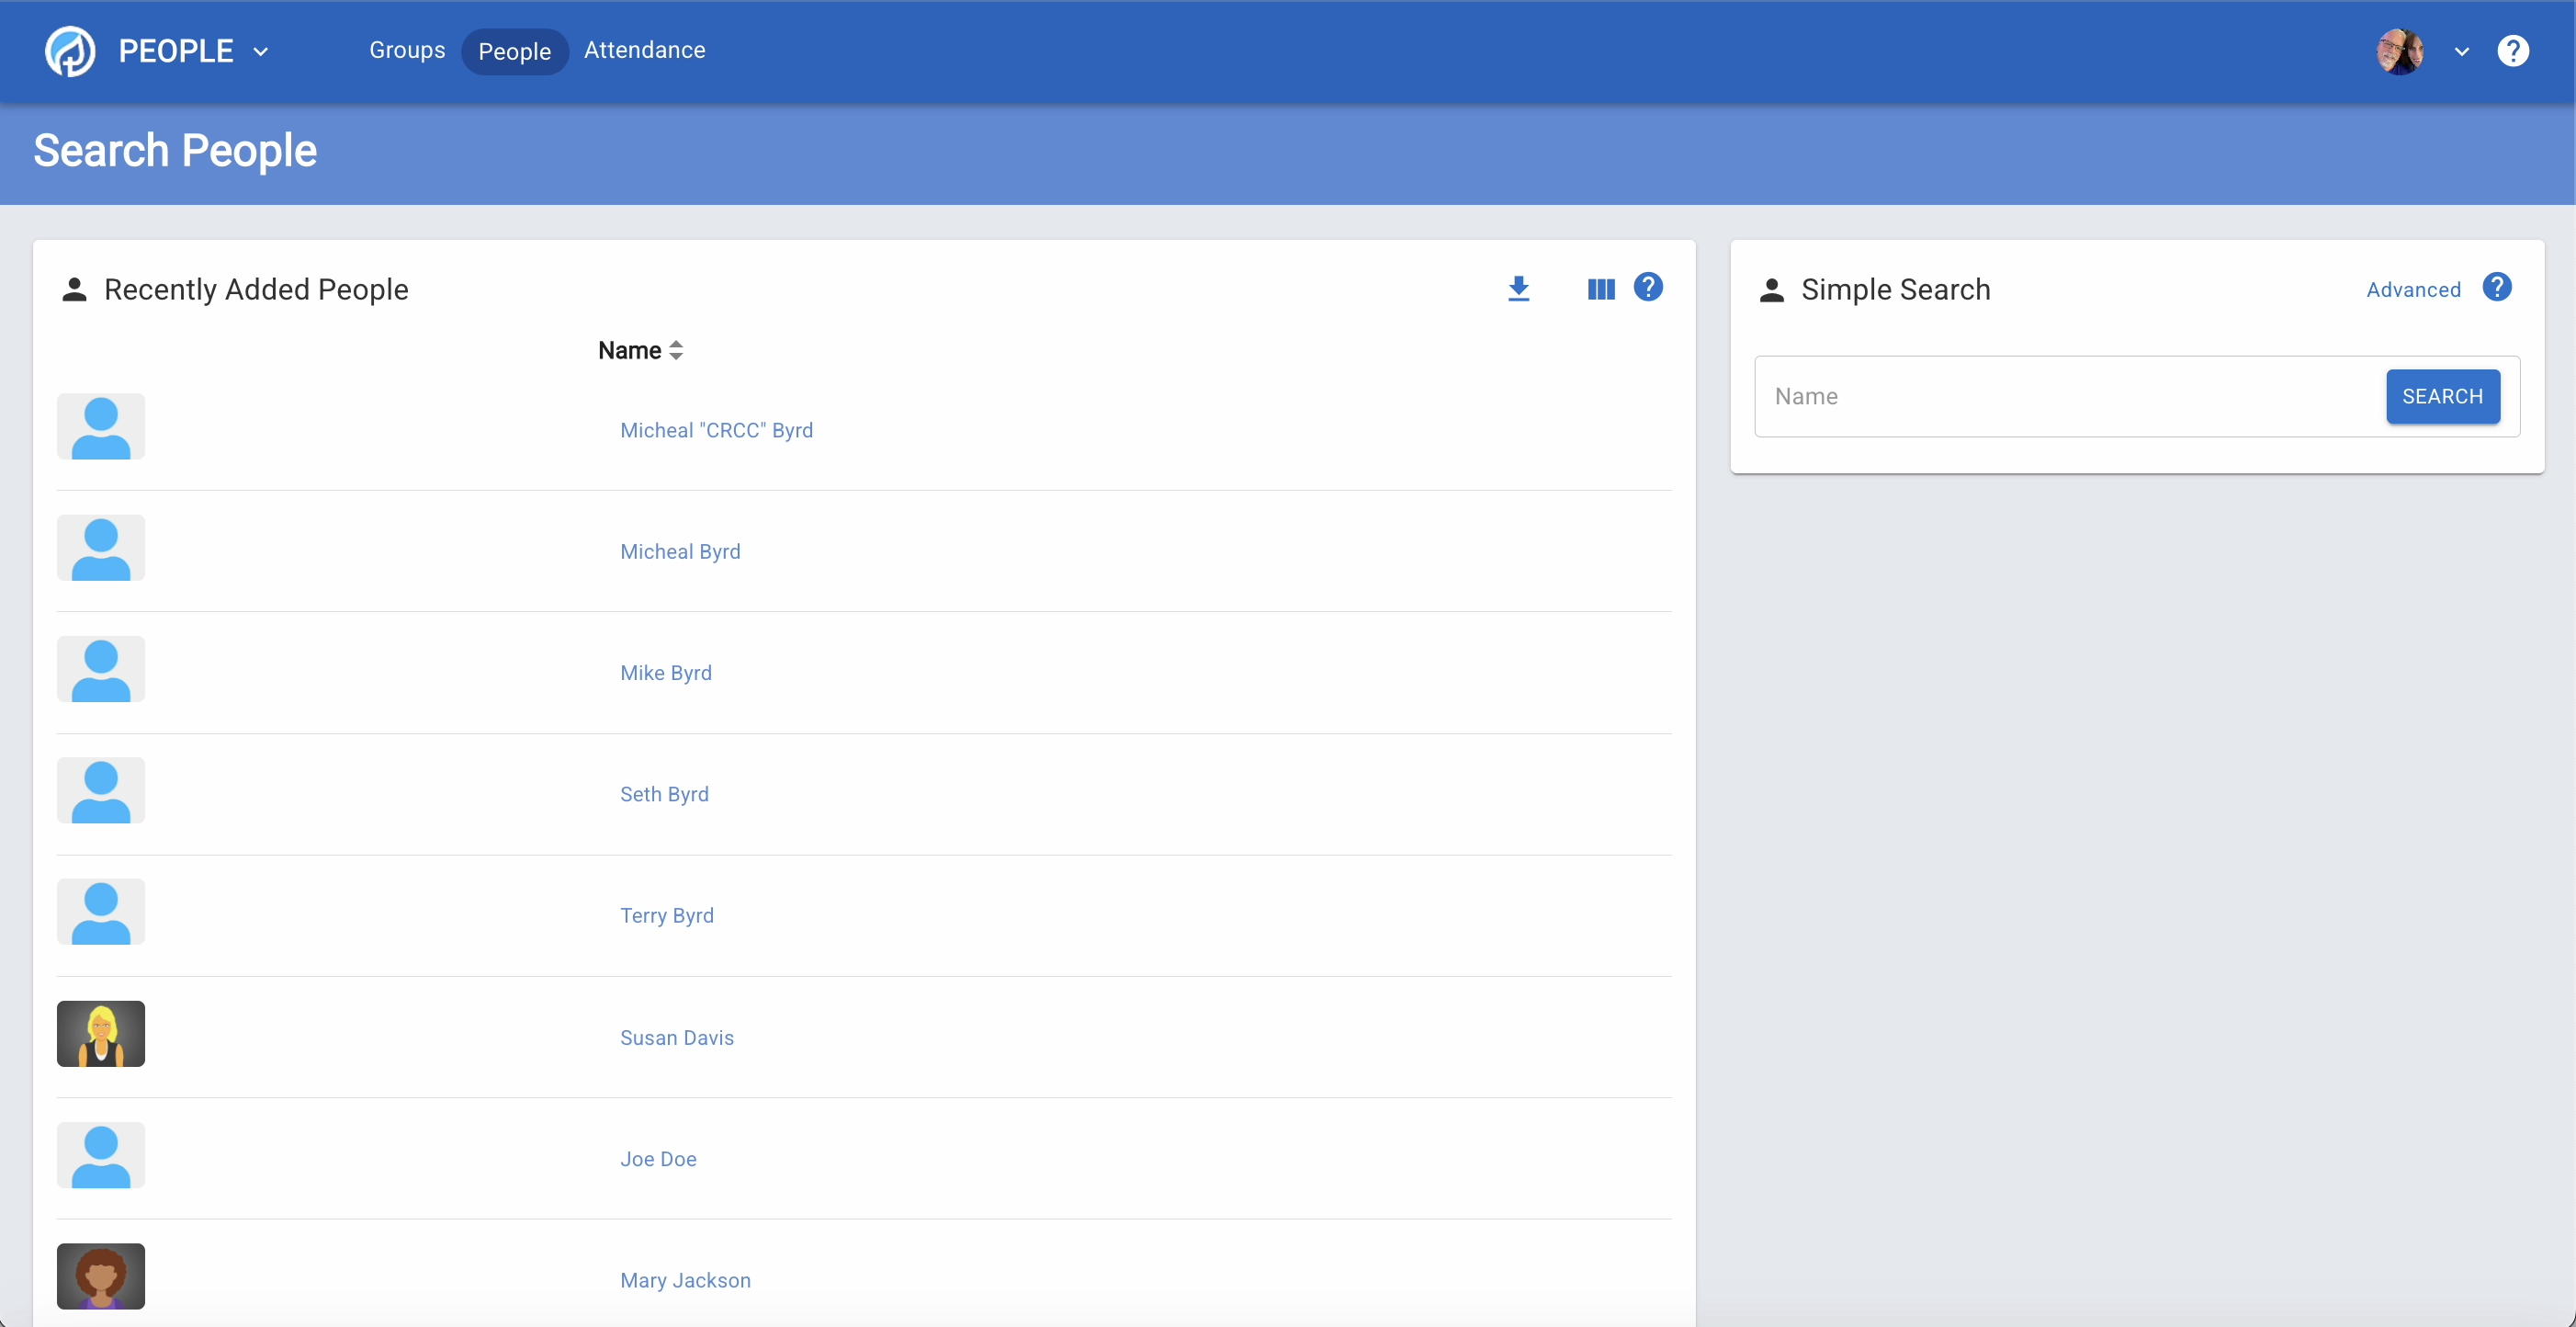 PEOPLE Groups People Attendance
Search People
Recently Added People
Name
Micheal "CRCC" Byrd
Micheal Byrd
Mike Byrd
Seth Byrd
Terry Byrd
Susan Davis
Joe Doe
Mary Jackson
Simple Search Advanced
Name SEARCH